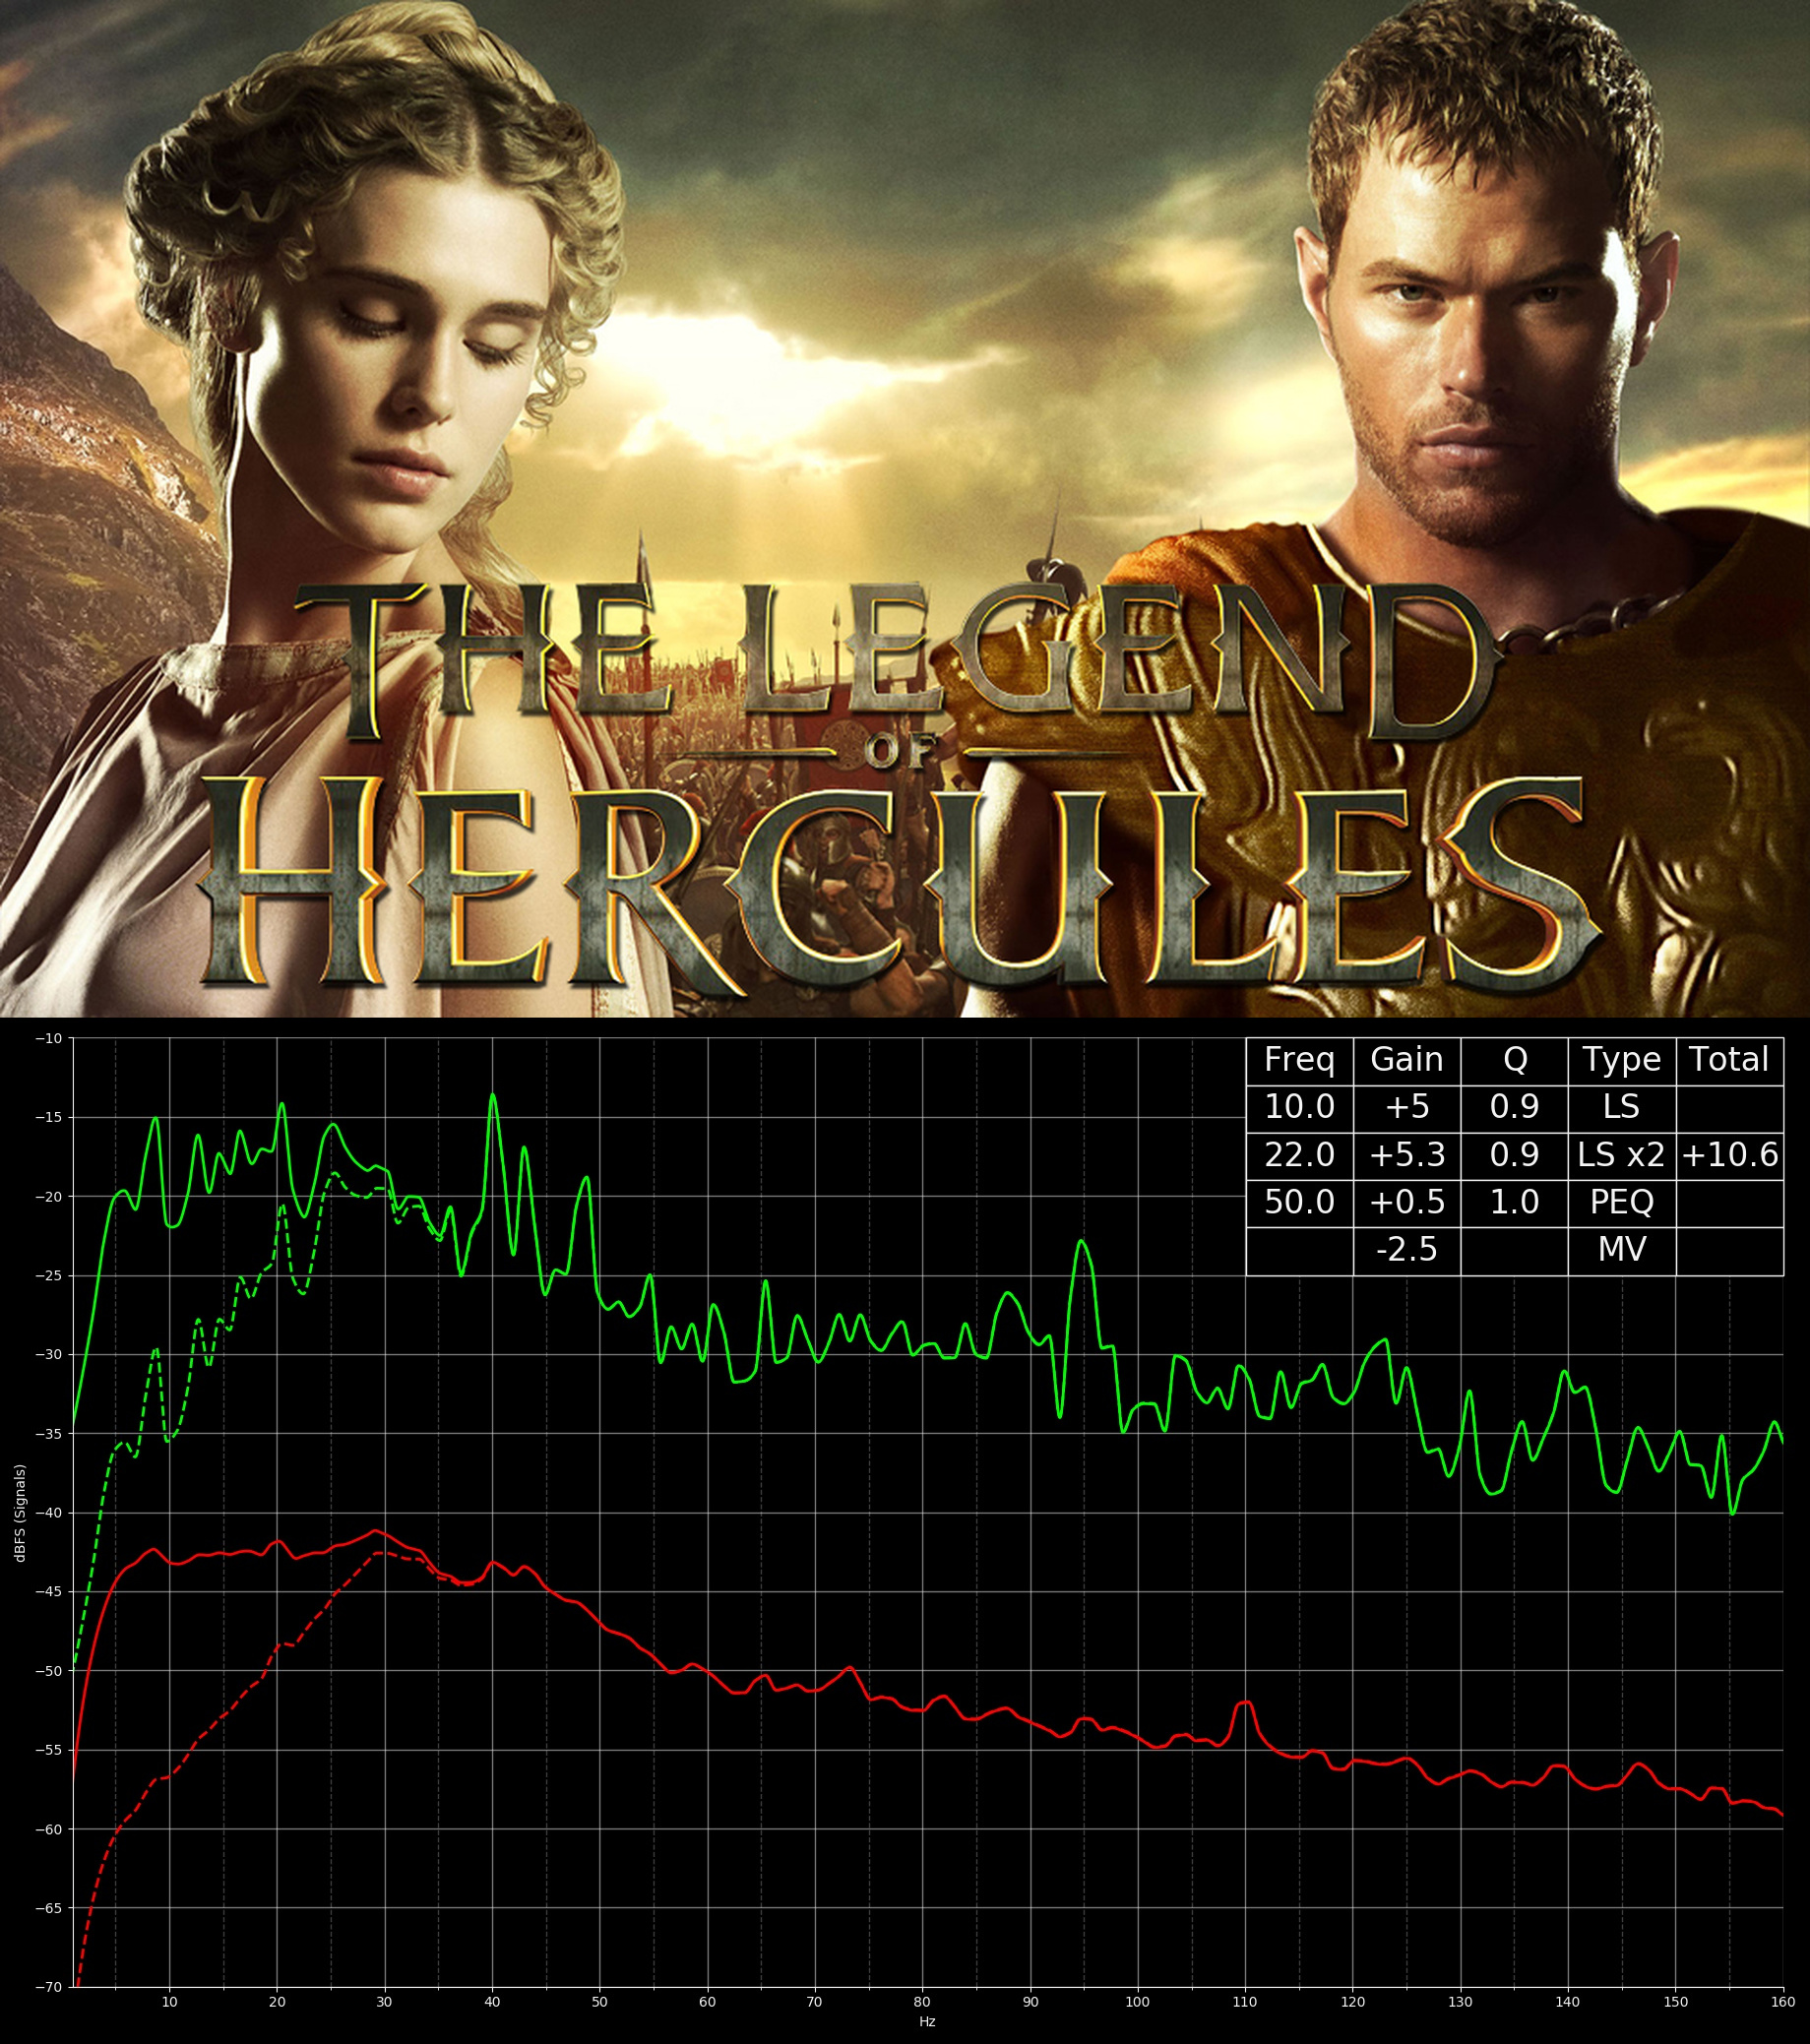 THE LEGEND
OF
HERCULES
Freq Gain Q Type Total
10.0 +5 0.9 LS
22.0 +5.3 0.9 LS x2 +10.6
50.0 +0.5 1.0 PEQ
-2.5 MV
−10
−15
−20
−25
−30
−35
−40
−45
−50
−55
−60
−65
−70
dBFS (Signals)
10 20 30 40 50 60 70 80 90 100 110 120 130 140 150 160
Hz